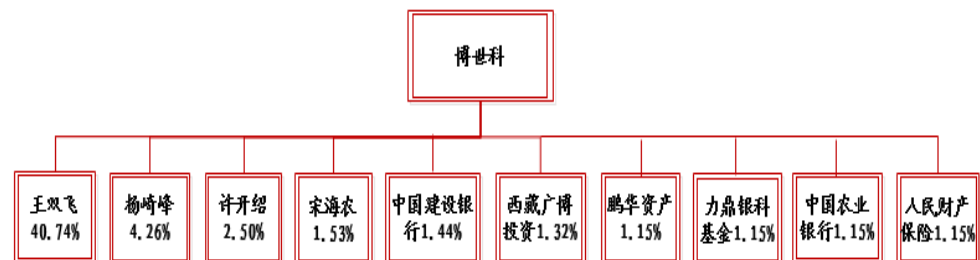 博世科
王双飞
40.74%
杨崎峰
4.26%
许开绍
2.50%
宋海农
1.53%
中国建设银
行1.44%
西藏广博
投资1.32%
鹏华资产
1.15%
力鼎银科
基金1.15%
中国农业
银行1.15%
人民财产
保险1.15%